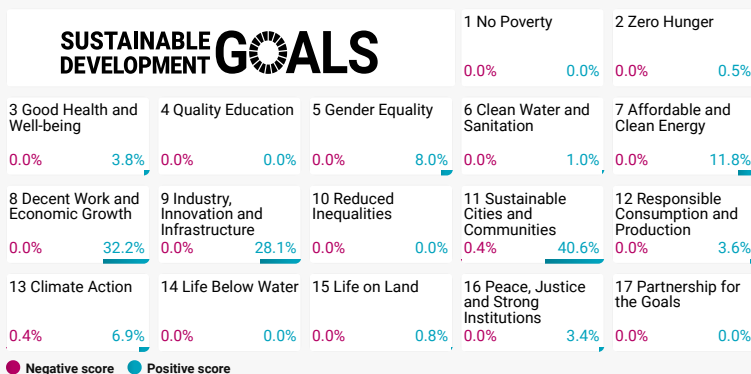 SUSTAINABLE
DEVELOPMENT
GOALS
1 No Poverty
0.0% 0.0%
2 Zero Hunger
0.0% 0.5%
3 Good Health and
Well-being
0.0% 3.8%
4 Quality Education
0.0% 0.0%
5 Gender Equality
0.0% 8.0%
6 Clean Water and
Sanitation
0.0% 1.0%
7 Affordable and
Clean Energy
0.0% 11.8%
8 Decent Work and
Economic Growth
0.0% 32.2%
9 Industry,
Innovation and
Infrastructure
0.0% 28.1%
10 Reduced
Inequalities
0.0% 0.0%
11 Sustainable
Cities and
Communities
0.4% 40.6%
12 Responsible
Consumption and
Production
0.0% 3.6%
13 Climate Action
0.4% 6.9%
14 Life Below Water
0.0% 0.0%
15 Life on Land
0.0% 0.8%
16 Peace, Justice
and Strong
Institutions
0.0% 3.4%
17 Partnership for
the Goals
0.0% 0.0%
Negative score Positive score